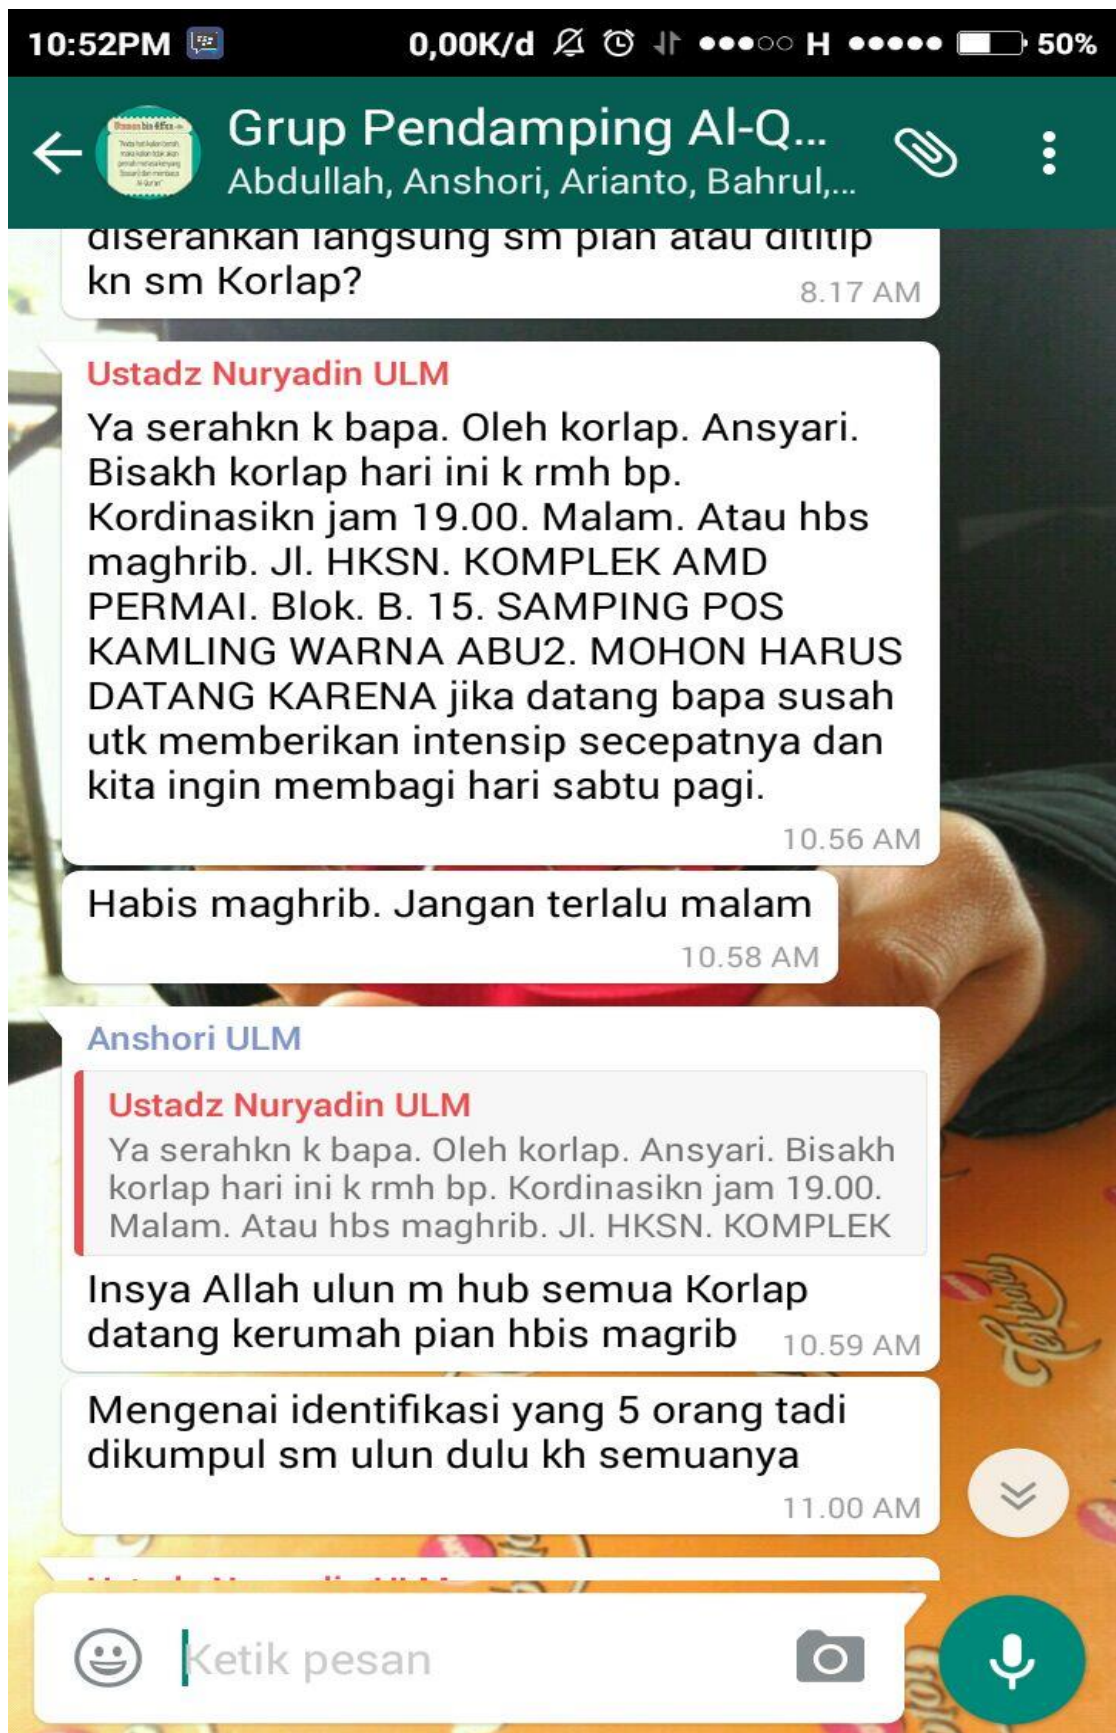 10:52PM 0,00K/d H 50%
Grup Pendamping Al-Q...
Abdullah, Anshori, Arianto, Bahrul,...
diserahkan langsung sm pian atau dititip
kn sm Korlap?
8.17 AM
Ustadz Nuryadin ULM
Ya serahkn k bapa. Oleh korlap. Ansyari.
Bisakh korlap hari ini k rmh bp.
Kordinasikn jam 19.00. Malam. Atau hbs
maghrib. Jl. HKSN. KOMPLEK AMD
PERMAI. Blok. B. 15. SAMPING POS
KAMLING WARNA ABU2. MOHON HARUS
DATANG KARENA jika datang bapa susah
utk memberikan intensip secepatnya dan
kita ingin membagi hari sabtu pagi.
10.56 AM
Habis maghrib. Jangan terlalu malam
10.58 AM
Anshori ULM
Ustadz Nuryadin ULM
Ya serahkn k bapa. Oleh korlap. Ansyari. Bisakh
korlap hari ini k rmh bp. Kordinasikn jam 19.00.
Malam. Atau hbs maghrib. Jl. HKSN. KOMPLEK
Insya Allah ulun m hub semua Korlap
datang kerumah pian hbis magrib 10.59 AM
Mengenai identifikasi yang 5 orang tadi
dikumpul sm ulun dulu kh semuanya
11.00 AM
Ketik pesan